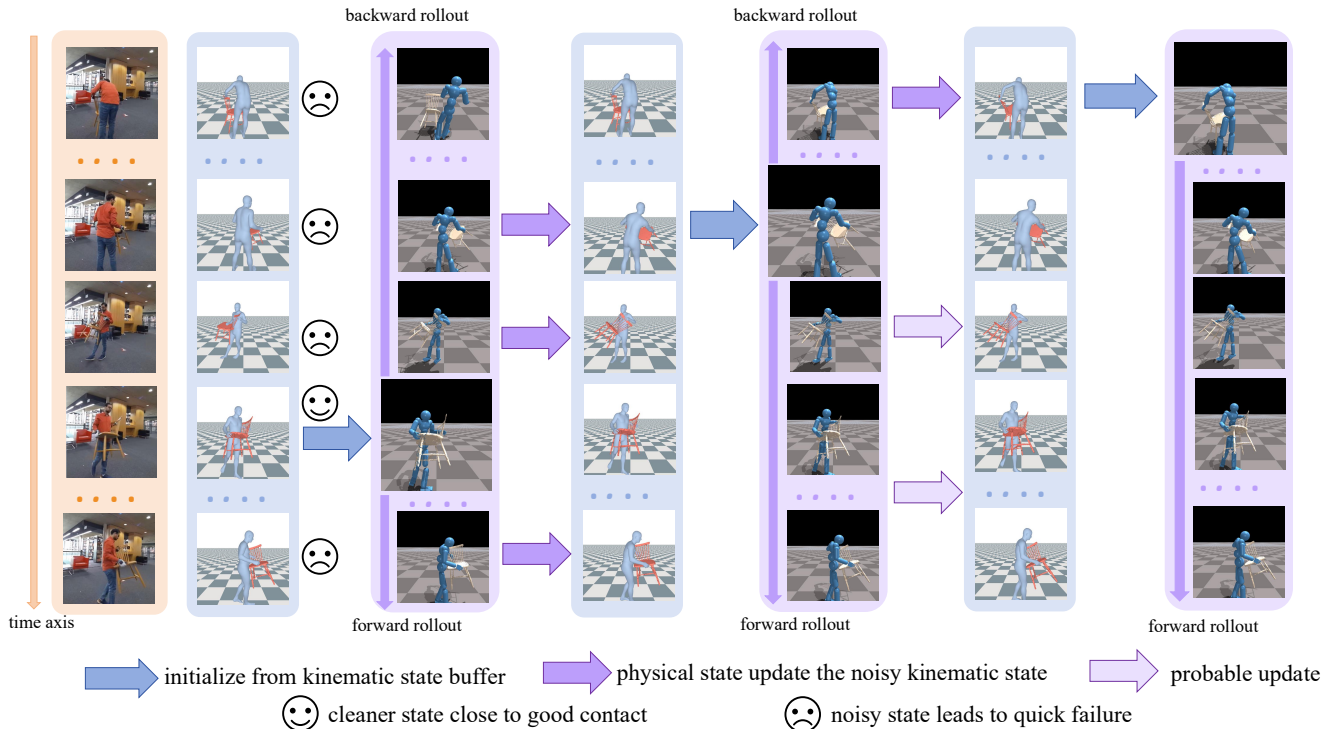 backward rollout
backward rollout
time axis
forward rollout
forward rollout
forward rollout
initialize from kinematic state buffer
physical state update the noisy kinematic state
probable update
cleaner state close to good contact
noisy state leads to quick failure